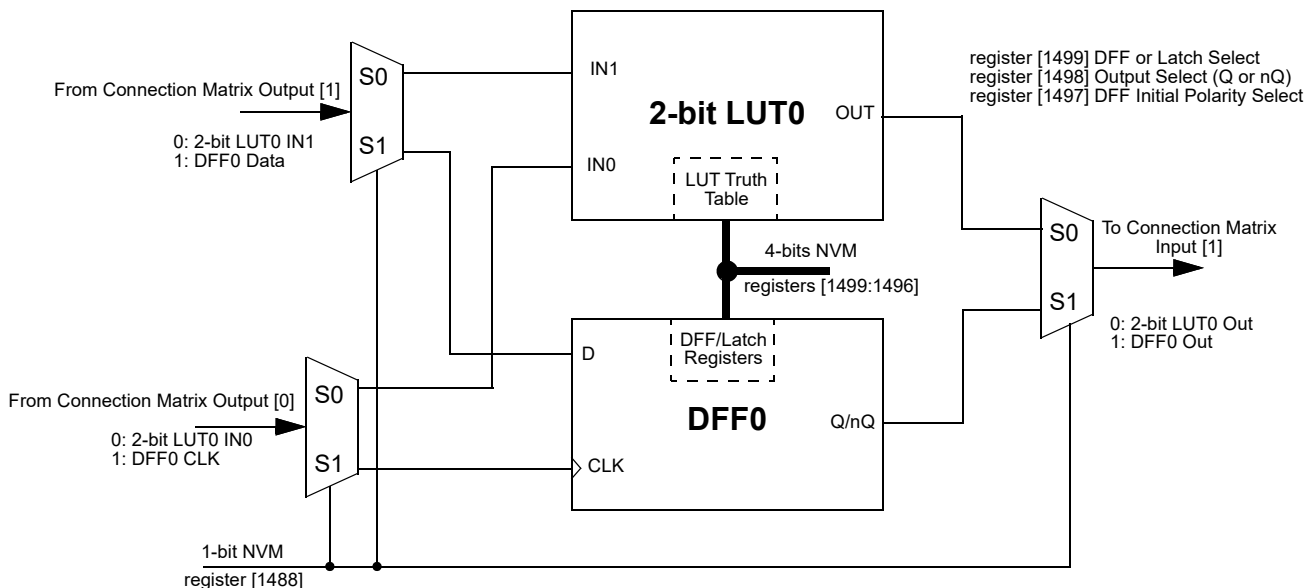 From Connection Matrix Output [1]
0: 2-bit LUT0 IN1
1: DFF0 Data
S0
S1
IN1
IN0
2-bit LUT0
OUT
LUT Truth
Table
register [1499] DFF or Latch Select
register [1498] Output Select (Q or nQ)
register [1497] DFF Initial Polarity Select
4-bits NVM
registers [1499:1496]
S0
S1
To Connection Matrix
Input [1]
0: 2-bit LUT0 Out
1: DFF0 Out
From Connection Matrix Output [0]
0: 2-bit LUT0 IN0
1: DFF0 CLK
S0
S1
D
CLK
DFF/Latch
Registers
DFF0
Q/nQ
1-bit NVM
register [1488]